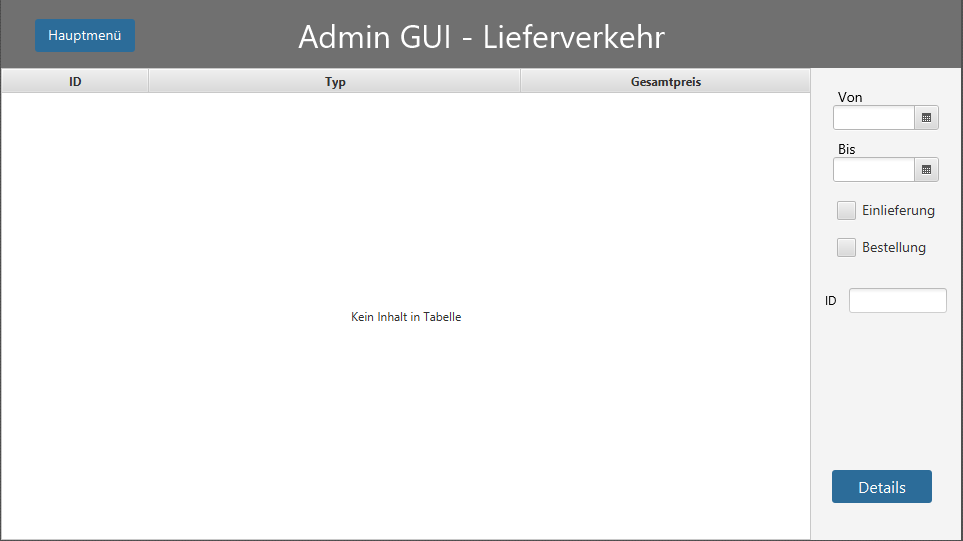 Hauptmenü
Admin GUI - Lieferverkehr
ID Typ Gesamtpreis
Von
Bis
Einlieferung
Bestellung
ID
Kein Inhalt in Tabelle
Details